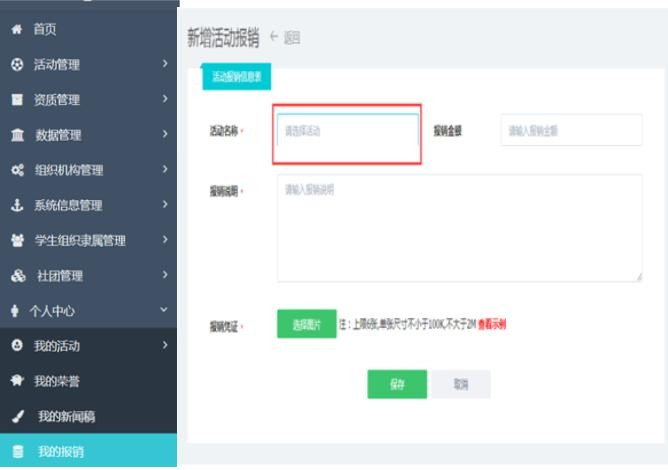 首页
活动管理
资质管理
数据管理
组织机构管理
系统信息管理
学生组织隶属管理
社团管理
个人中心
我的活动
我的荣誉
我的新闻稿
我的报销
新增活动报销 ← 返回
活动报销信息表
活动名称 * 请选择活动 报销金额 请输入报销金额
报销说明 * 请输入报销说明
报销凭证 * 选择图片 注：上限6张,单张尺寸不小于100K,不大于2M 查看示例
保存 取消